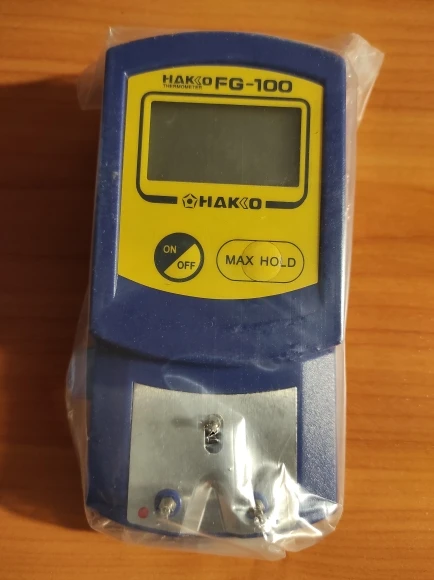 HAKKO FG-100
THERMOMETER
HAKKO
ON
OFF
MAX HOLD